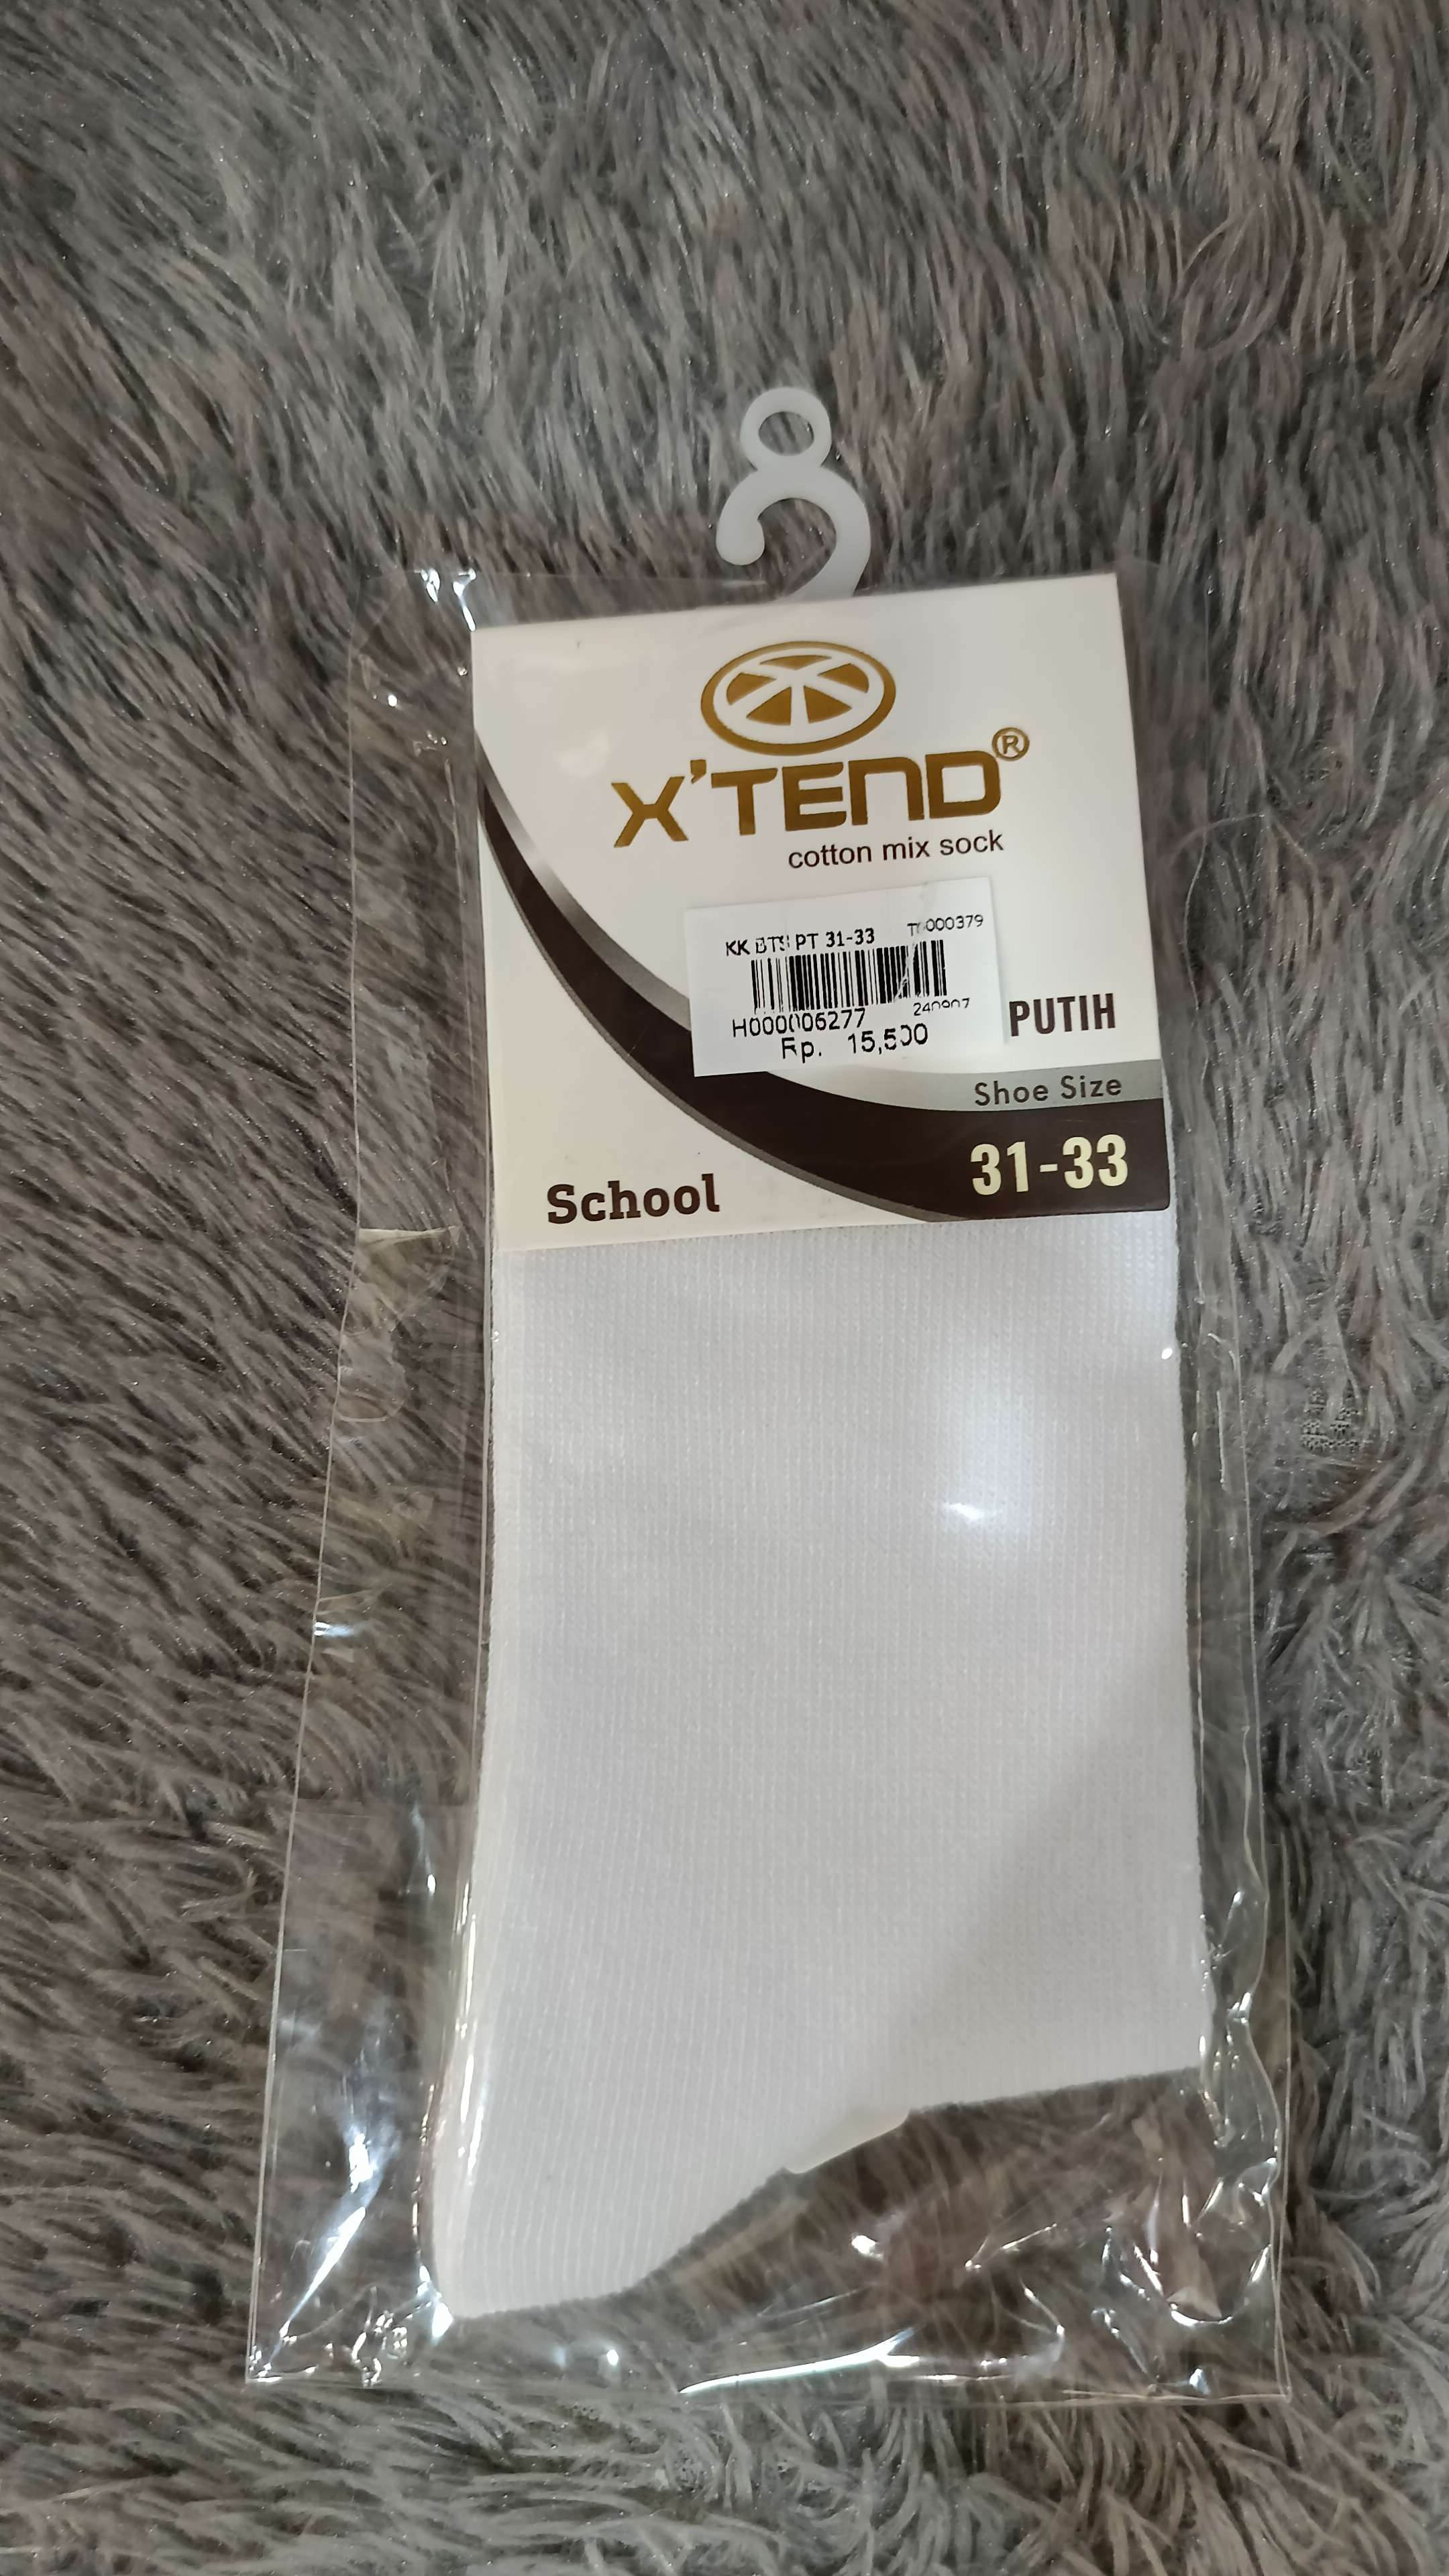 X'TEND®
cotton mix sock
KK BTS PT 31-33
H000006277
Rp. 15,500
PUTIH
Shoe Size
31-33
School